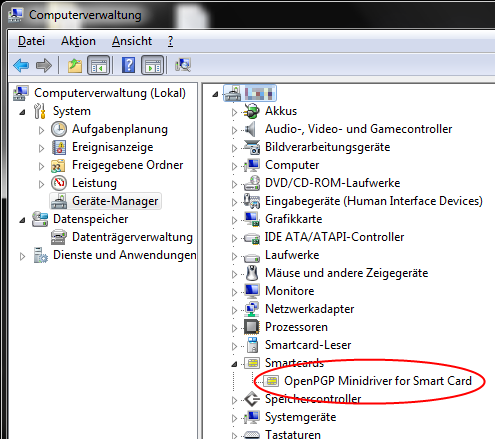 Computerverwaltung
Datei Aktion Ansicht ?
Computerverwaltung (Lokal)
System
Aufgabenplanung
Ereignisanzeige
Freigegebene Ordner
Leistung
Geräte-Manager
Datenspeicher
Datenträgerverwaltung
Dienste und Anwendungen
Akkus
Audio-, Video- und Gamecontroller
Bildverarbeitungsgeräte
Computer
DVD/CD-ROM-Laufwerke
Eingabegeräte (Human Interface Devices)
Grafikkarte
IDE ATA/ATAPI-Controller
Laufwerke
Mäuse und andere Zeigegeräte
Monitore
Netzwerkadapter
Prozessoren
Smartcard-Leser
Smartcards
OpenPGP Minidriver for Smart Card
Speichercontroller
Systemgeräte
Tastaturen